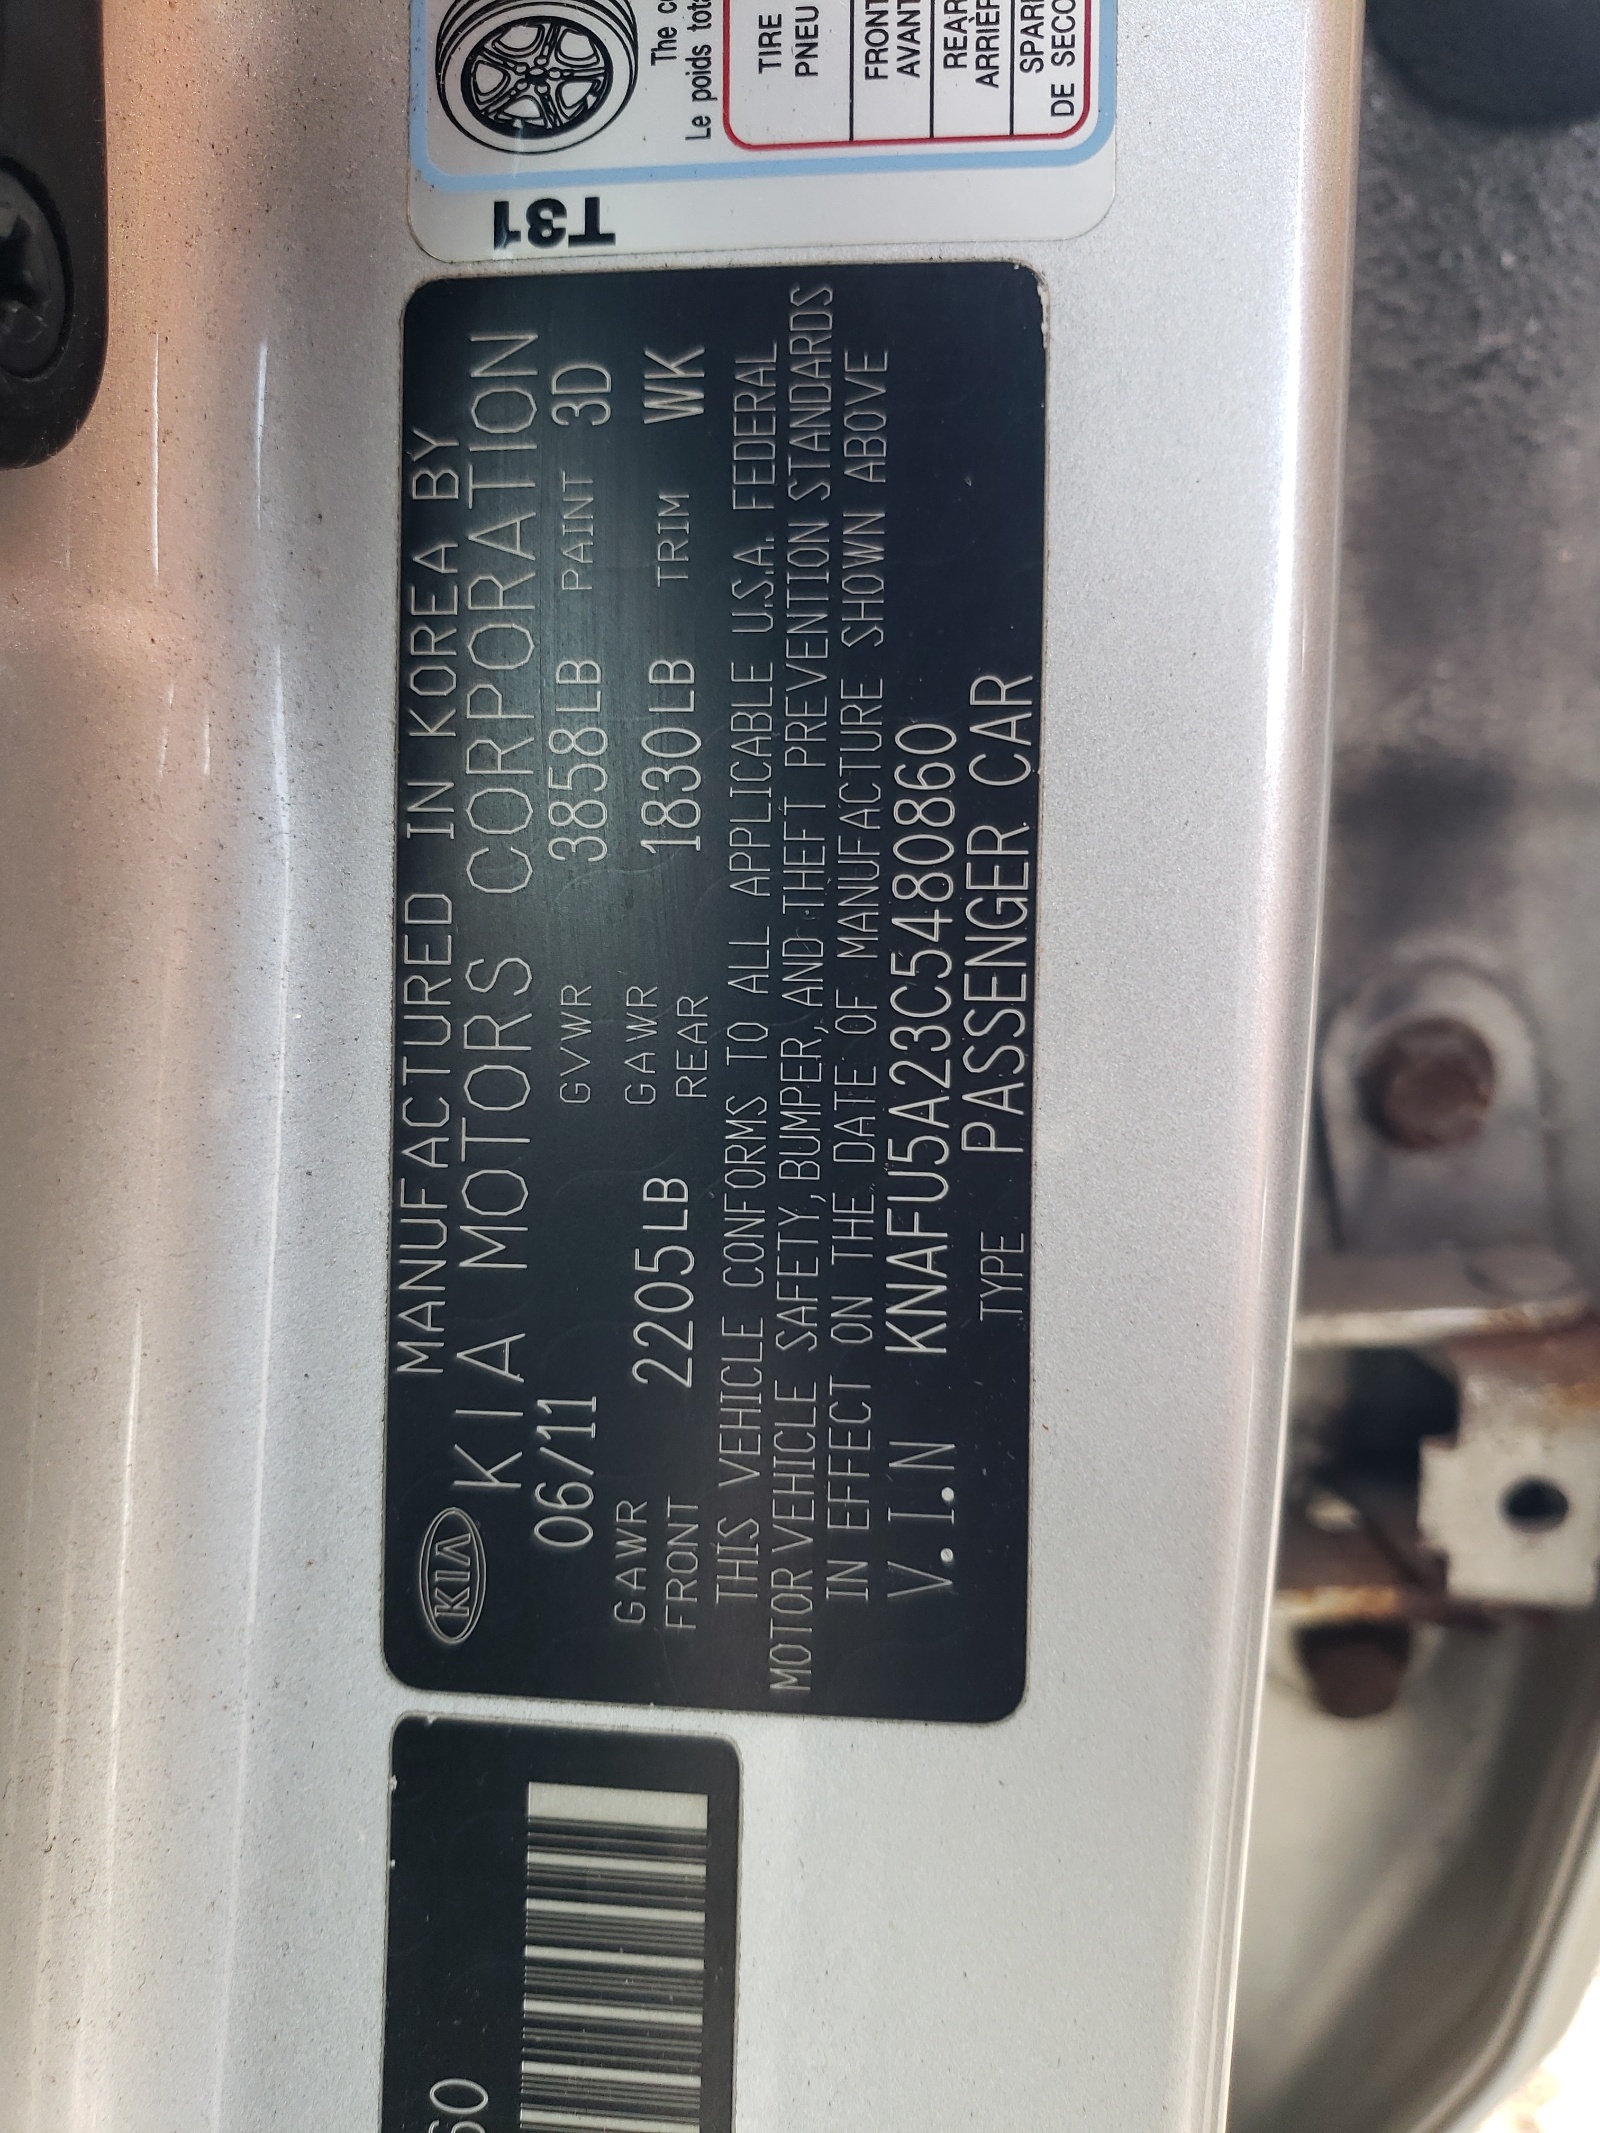 KIA
MANUFACTURED IN KOREA BY
KIA MOTORS CORPORATION
06/11 GVWR 3858LB PAINT 3D
GAWR FRONT 2205LB GAWR REAR 1830LB TRIM WK
THIS VEHICLE CONFORMS TO ALL APPLICABLE U.S.A. FEDERAL
MOTOR VEHICLE SAFETY, BUMPER, AND THEFT PREVENTION STANDARDS
IN EFFECT ON THE DATE OF MANUFACTURE SHOWN ABOVE
V.I.N KNAFU5A23C5480860
TYPE PASSENGER CAR
T31
The
Le poids
TIRE
PNEU
FRONT
AVANT
REAR
ARRIÈR
SPAR
DE SECO
60